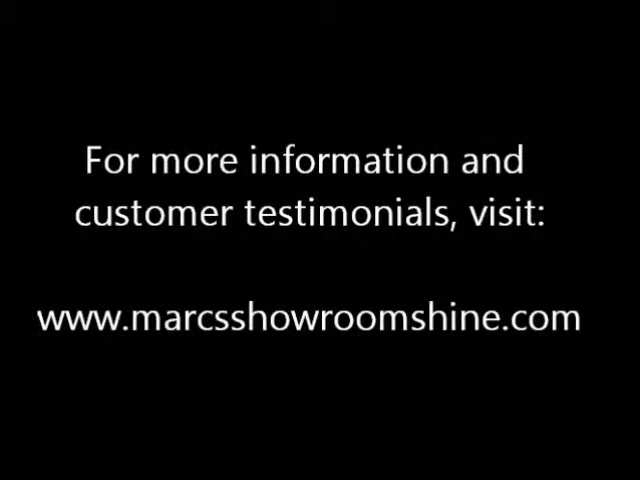 For more information and
customer testimonials, visit:
www.marcsshowroomshine.com